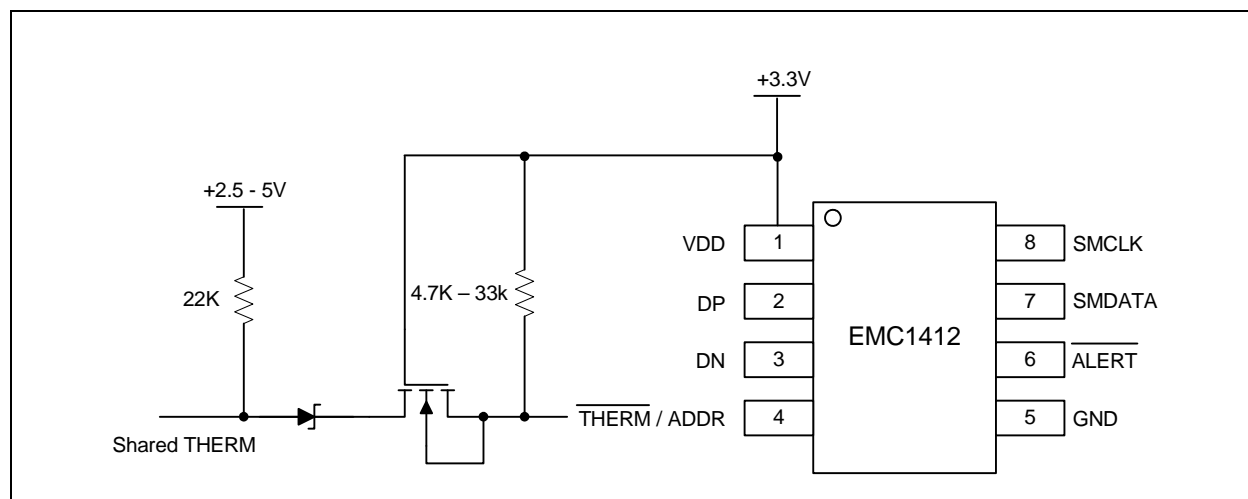 +3.3V
+2.5 - 5V
22K
4.7K – 33k
Shared THERM
THERM / ADDR
VDD
DP
DN
1
2
3
4
EMC1412
8
7
6
5
SMCLK
SMDATA
ALERT
GND